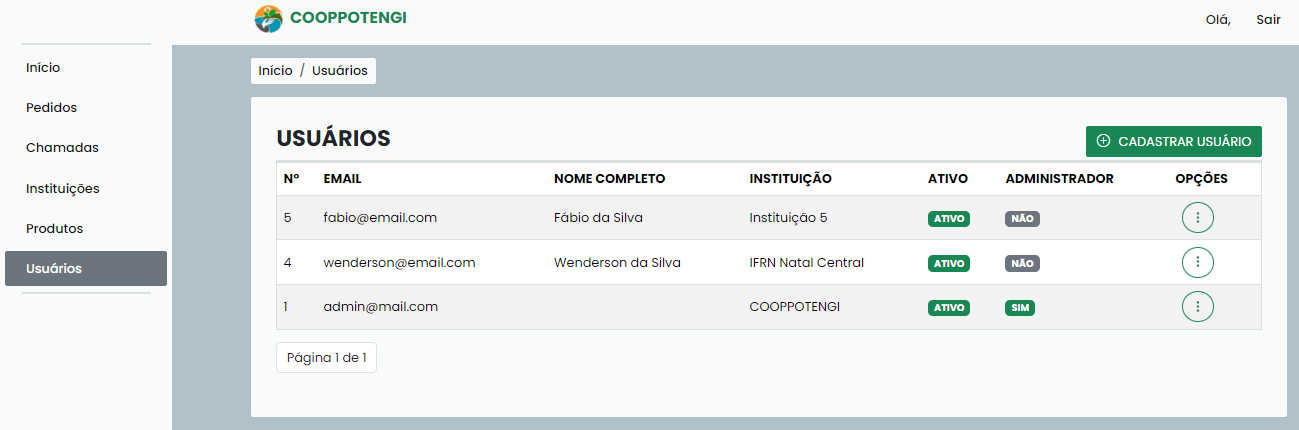 COOPPOTENGI
Olá, Sair
Início
Pedidos
Chamadas
Instituições
Produtos
Usuários
Início / Usuários
USUÁRIOS
CADASTRAR USUÁRIO
Nº EMAIL NOME COMPLETO INSTITUIÇÃO ATIVO ADMINISTRADOR OPÇÕES
5 fabio@email.com Fábio da Silva Instituição 5 ATIVO NÃO
4 wenderson@email.com Wenderson da Silva IFRN Natal Central ATIVO NÃO
1 admin@mail.com COOPPOTENGI ATIVO SIM
Página 1 de 1